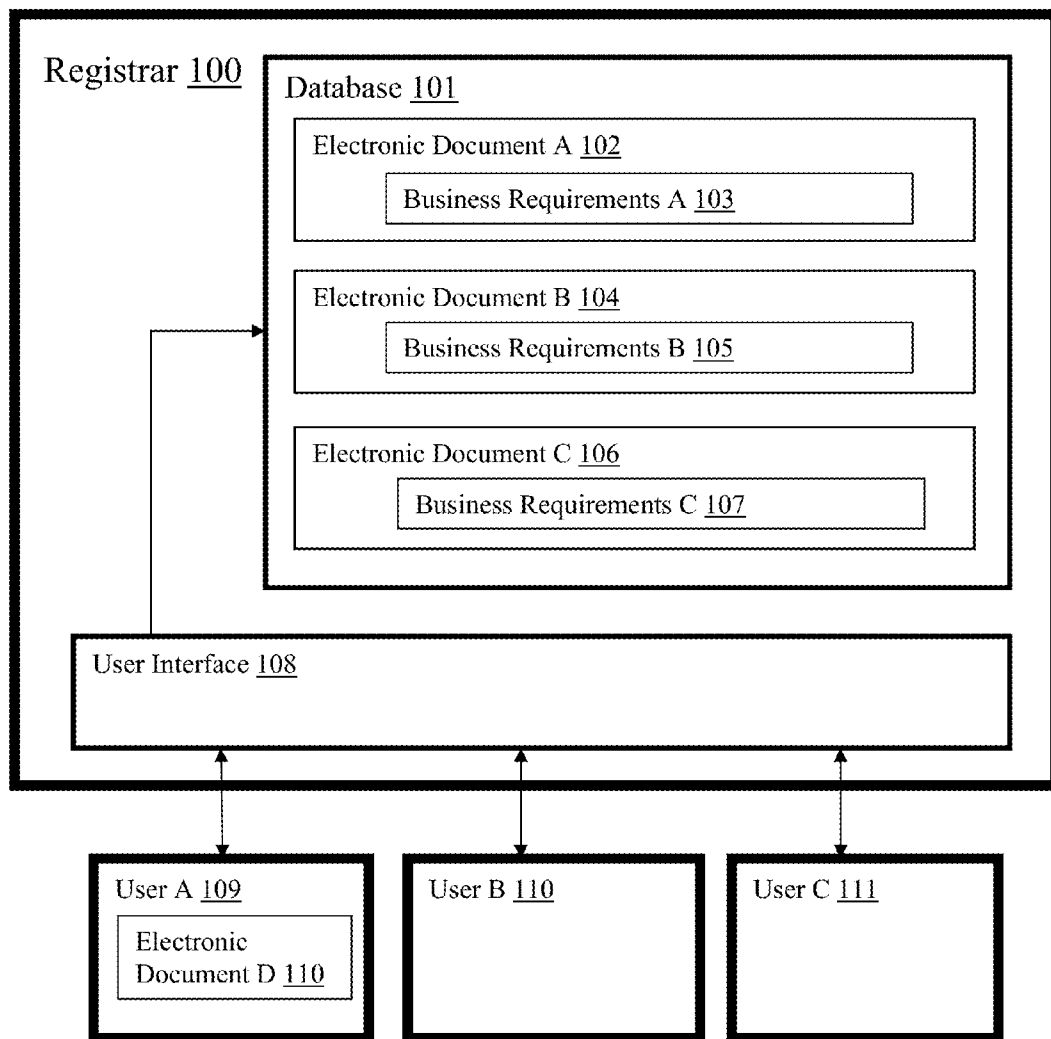 Registrar 100
Database 101
Electronic Document A 102
Business Requirements A 103
Electronic Document B 104
Business Requirements B 105
Electronic Document C 106
Business Requirements C 107
User Interface 108
User A 109
Electronic
Document D 110
User B 110
User C 111